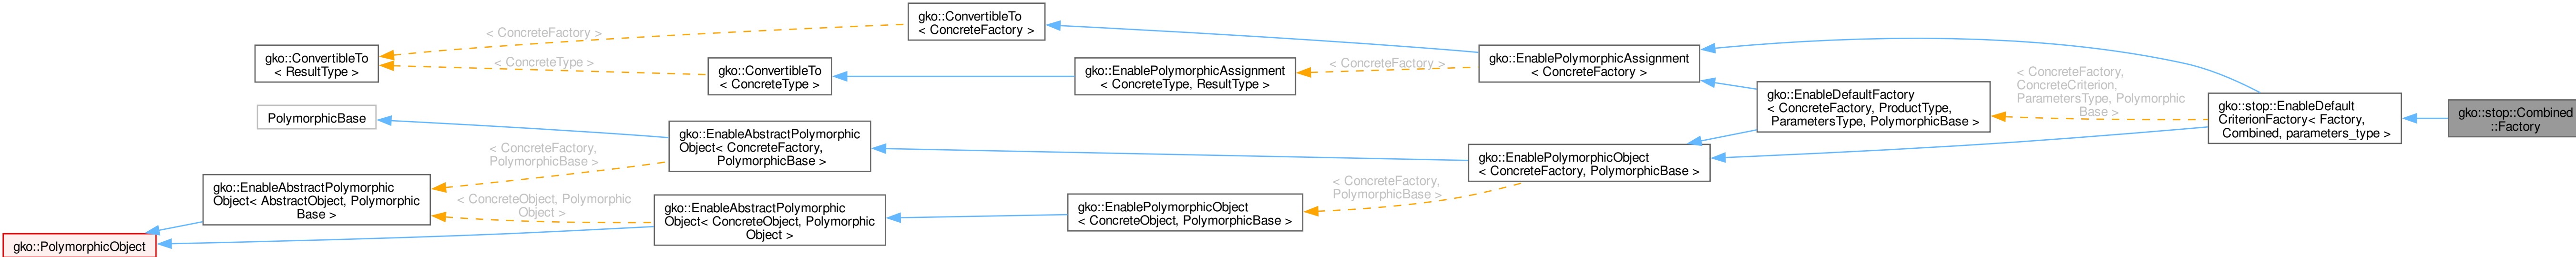 gko::ConvertibleTo
< ResultType >
PolymorphicBase
gko::EnableAbstractPolymorphic
Object< AbstractObject, Polymorphic
Base >
gko::PolymorphicObject
< ConcreteFactory >
< ConcreteType >
< ConcreteFactory,
PolymorphicBase >
< ConcreteObject, Polymorphic
Object >
gko::ConvertibleTo
< ConcreteFactory >
gko::ConvertibleTo
< ConcreteType >
gko::EnableAbstractPolymorphic
Object< ConcreteFactory,
PolymorphicBase >
gko::EnableAbstractPolymorphic
Object< ConcreteObject, Polymorphic
Object >
gko::EnablePolymorphicAssignment
< ConcreteType, ResultType >
gko::EnablePolymorphicObject
< ConcreteObject, PolymorphicBase >
< ConcreteFactory >
< ConcreteFactory,
PolymorphicBase >
gko::EnablePolymorphicAssignment
< ConcreteFactory >
gko::EnablePolymorphicObject
< ConcreteFactory, PolymorphicBase >
gko::EnableDefaultFactory
< ConcreteFactory, ProductType,
ParametersType, PolymorphicBase >
< ConcreteFactory,
ConcreteCriterion,
ParametersType, Polymorphic
Base >
gko::stop::EnableDefault
CriterionFactory< Factory,
Combined, parameters_type >
gko::stop::Combined
::Factory